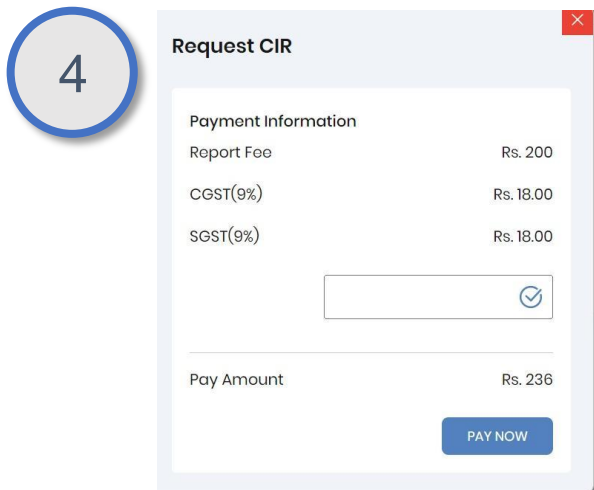 4
Request CIR
Payment Information
Report Fee Rs. 200
CGST(9%) Rs. 18.00
SGST(9%) Rs. 18.00
Pay Amount Rs. 236
PAY NOW